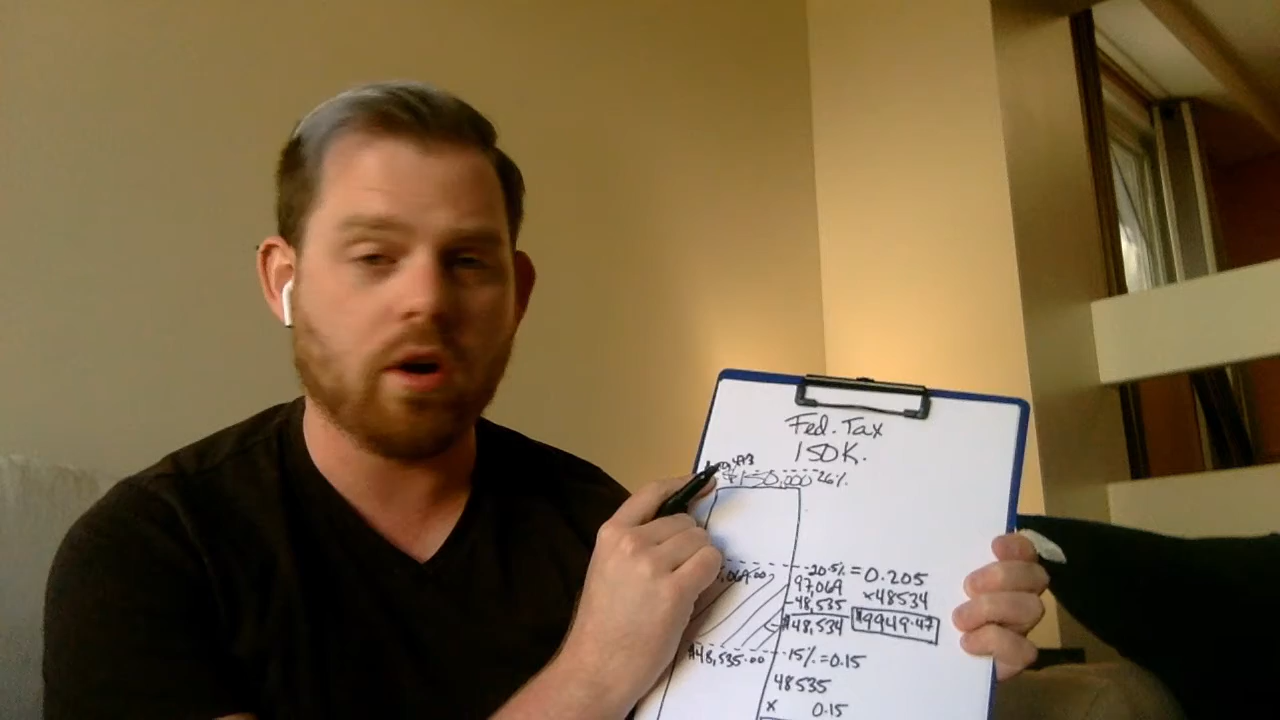 Fed. Tax
150K.
$150,000 26%
20.5% = 0.205
97,069
×48534
-48,535
$48,534
$9949.47
$48,535.00 15% = 0.15
48535
× 0.15